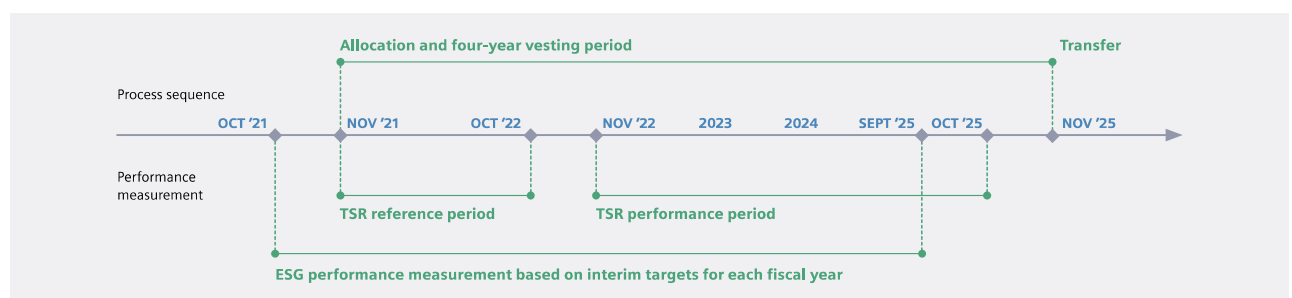 Allocation and four-year vesting period
Transfer
Process sequence
OCT ’21
NOV ’21
OCT ’22
NOV ’22
2023
2024
SEPT ’25
OCT ’25
NOV ’25
Performance
measurement
TSR reference period
TSR performance period
ESG performance measurement based on interim targets for each fiscal year